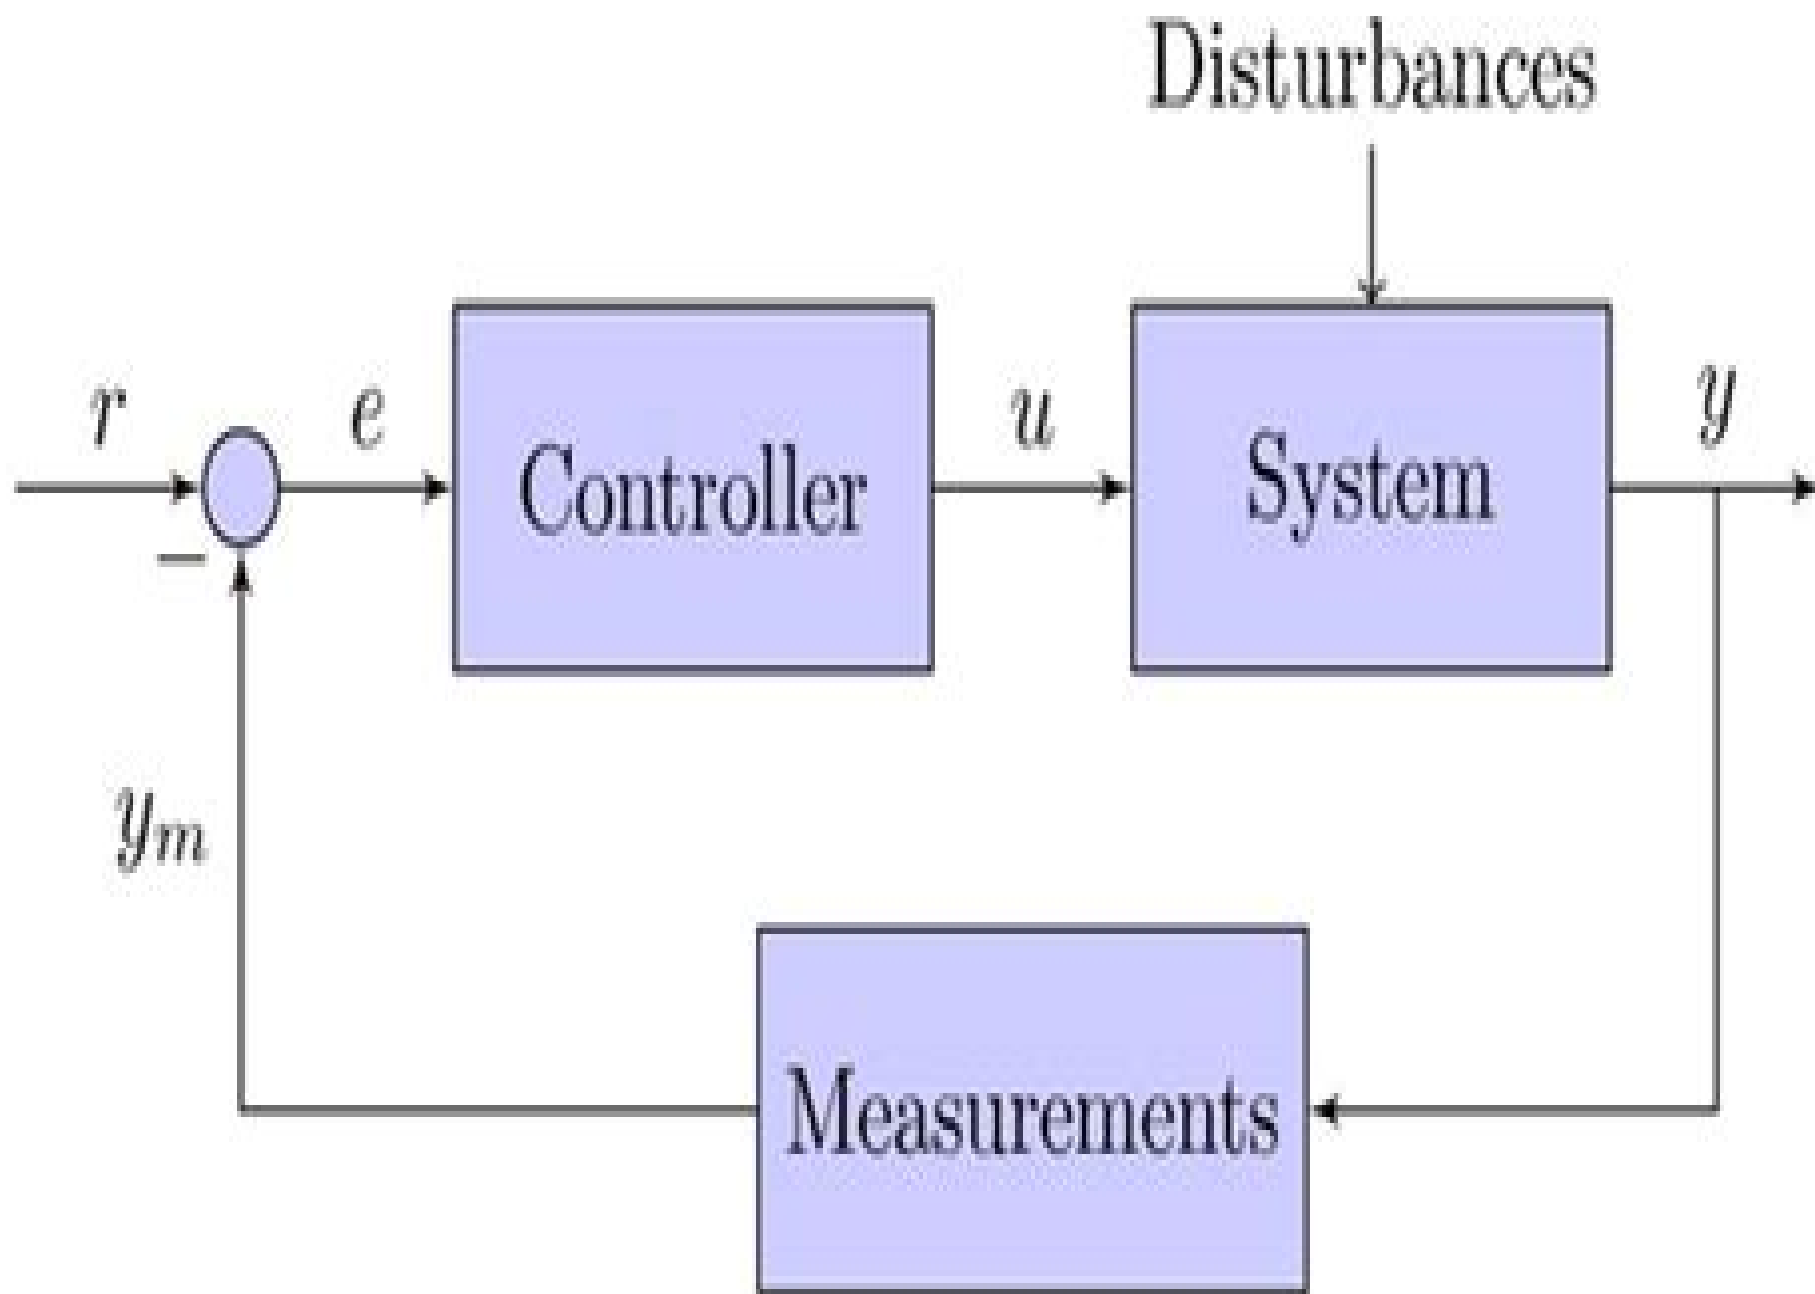 Disturbances
r
e
Controller
u
System
y
−
y_m
Measurements